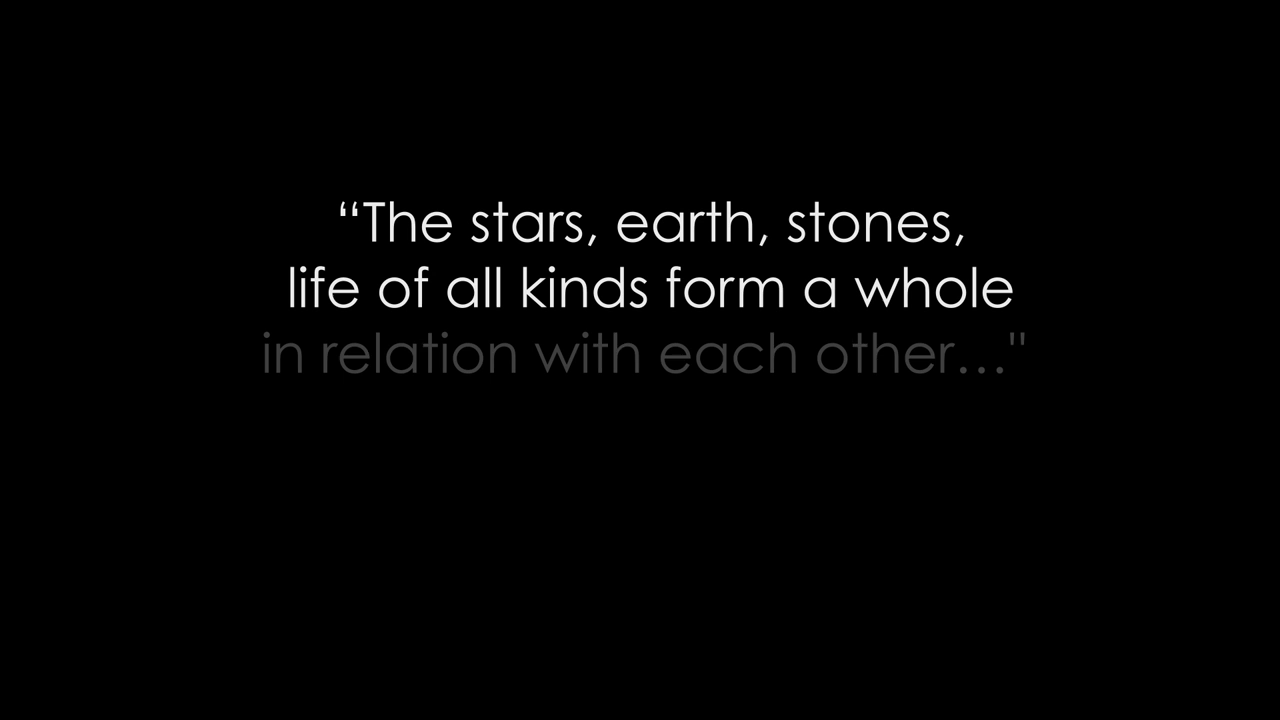 “The stars, earth, stones,
life of all kinds form a whole
in relation with each other…"